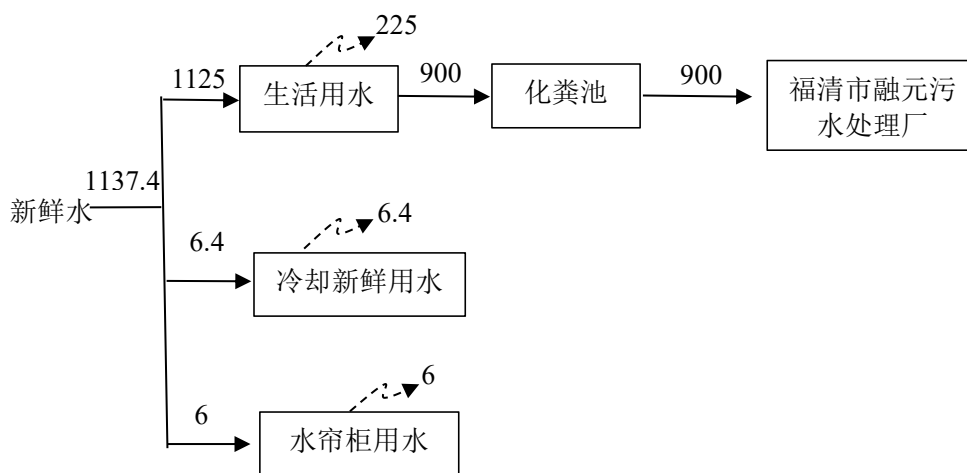 225
1125
生活用水
900
化粪池
900
福清市融元污
水处理厂
1137.4
新鲜水
6.4
6.4
冷却新鲜用水
6
6
水帘柜用水